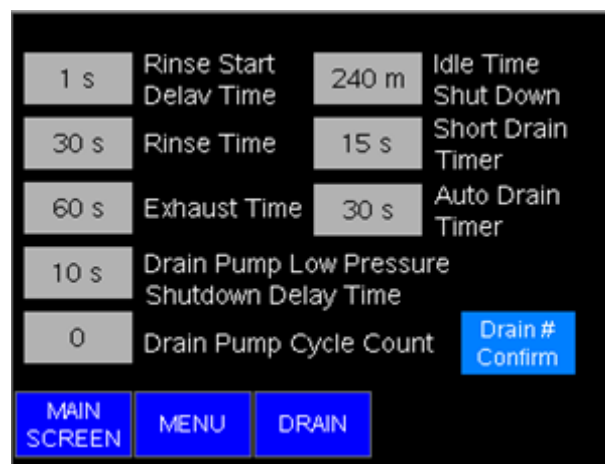 1 s
Rinse Start
Delay Time
240 m
Idle Time
Shut Down
30 s
Rinse Time
15 s
Short Drain
Timer
60 s
Exhaust Time
30 s
Auto Drain
Timer
10 s
Drain Pump Low Pressure
Shutdown Delay Time
0
Drain Pump Cycle Count
Drain #
Confirm
MAIN
SCREEN
MENU
DRAIN